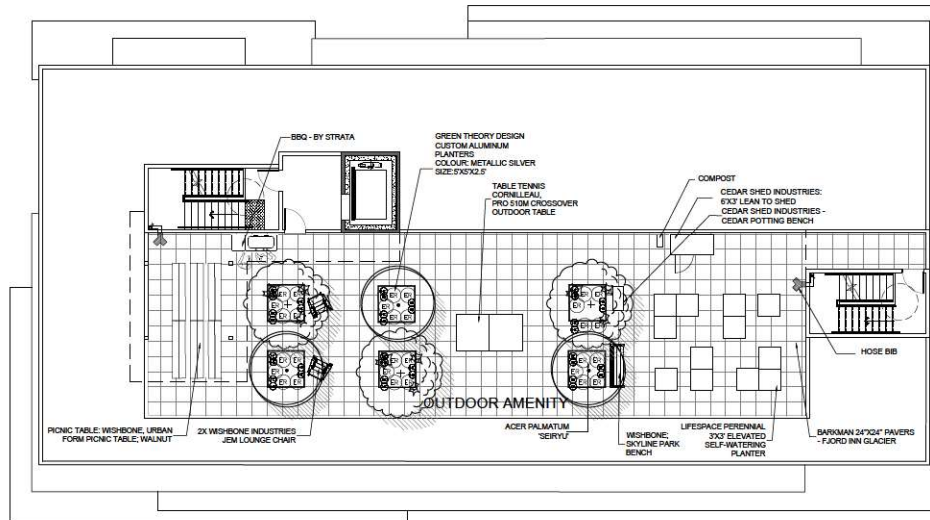 BBQ - BY STRATA
GREEN THEORY DESIGN
CUSTOM ALUMINUM
PLANTERS
COLOUR: METALLIC SILVER
SIZE:5'X5'X2.5'
TABLE TENNIS
CORNILLEAU,
PRO 510M CROSSOVER
OUTDOOR TABLE
COMPOST
CEDAR SHED INDUSTRIES:
6'X3' LEAN TO SHED
CEDAR SHED INDUSTRIES -
CEDAR POTTING BENCH
HOSE BIB
OUTDOOR AMENITY
PICNIC TABLE: WISHBONE, URBAN
FORM PICNIC TABLE; WALNUT
2X WISHBONE INDUSTRIES
JEM LOUNGE CHAIR
ACER PALMATUM
'SEIRYU'
WISHBONE;
SKYLINE PARK
BENCH
LIFESPACE PERENNIAL
3'X3' ELEVATED
SELF-WATERING
PLANTER
BARKMAN 24"X24" PAVERS
- FJORD INN GLACIER